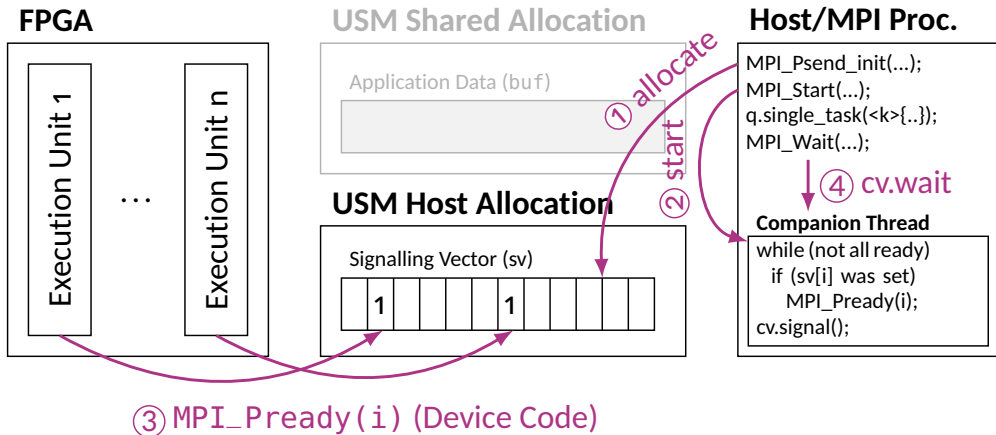 FPGA
Execution Unit 1
...
Execution Unit n
USM Shared Allocation
Application Data (buf)
① allocate
② start
USM Host Allocation
Signalling Vector (sv)
1
1
Host/MPI Proc.
MPI_Psend_init(...);
MPI_Start(...);
q.single_task(<k>{..});
MPI_Wait(...);
④ cv.wait
Companion Thread
while (not all ready)
if (sv[i] was set)
MPI_Pready(i);
cv.signal();
③ MPI_Pready(i) (Device Code)